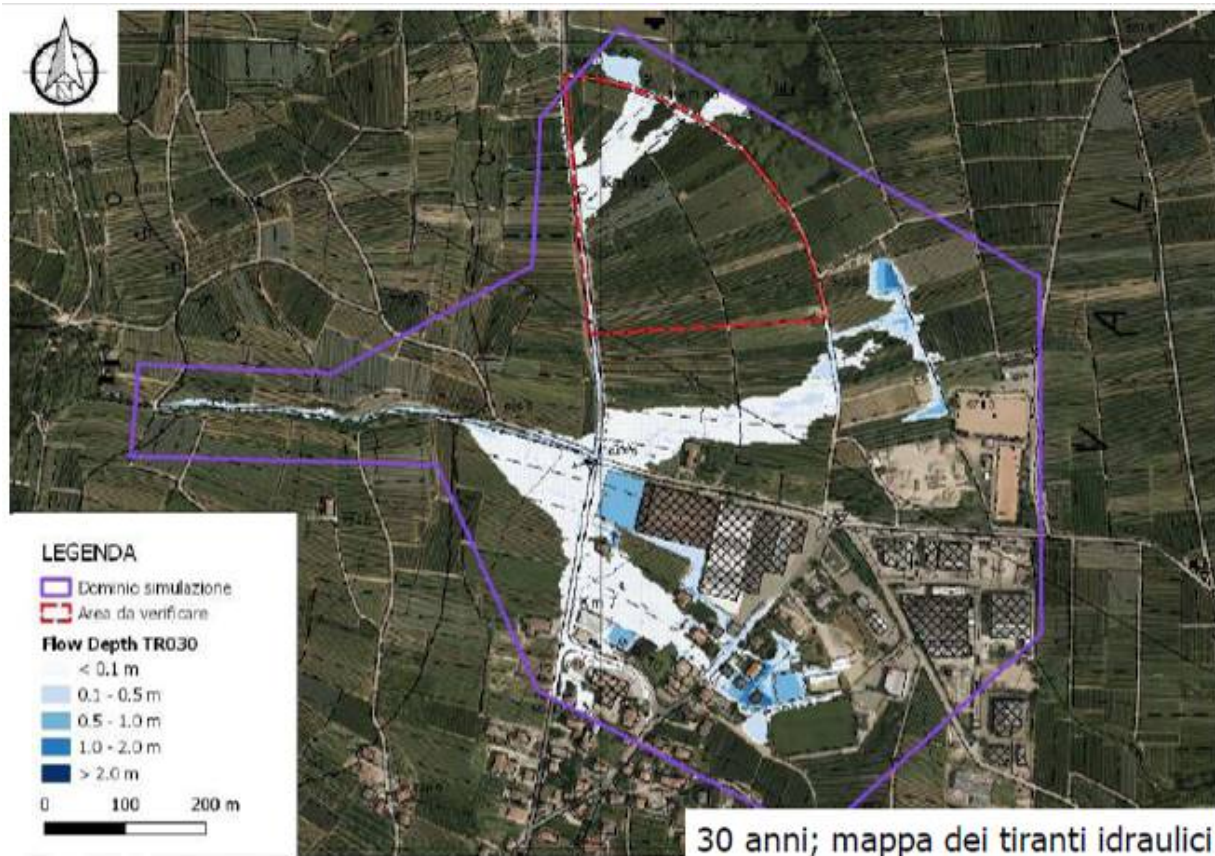 N
LEGENDA
Dominio simulazione
Area da verificare
Flow Depth TR030
< 0.1 m
0.1 - 0.5 m
0.5 - 1.0 m
1.0 - 2.0 m
> 2.0 m
0 100 200 m
30 anni; mappa dei tiranti idraulici